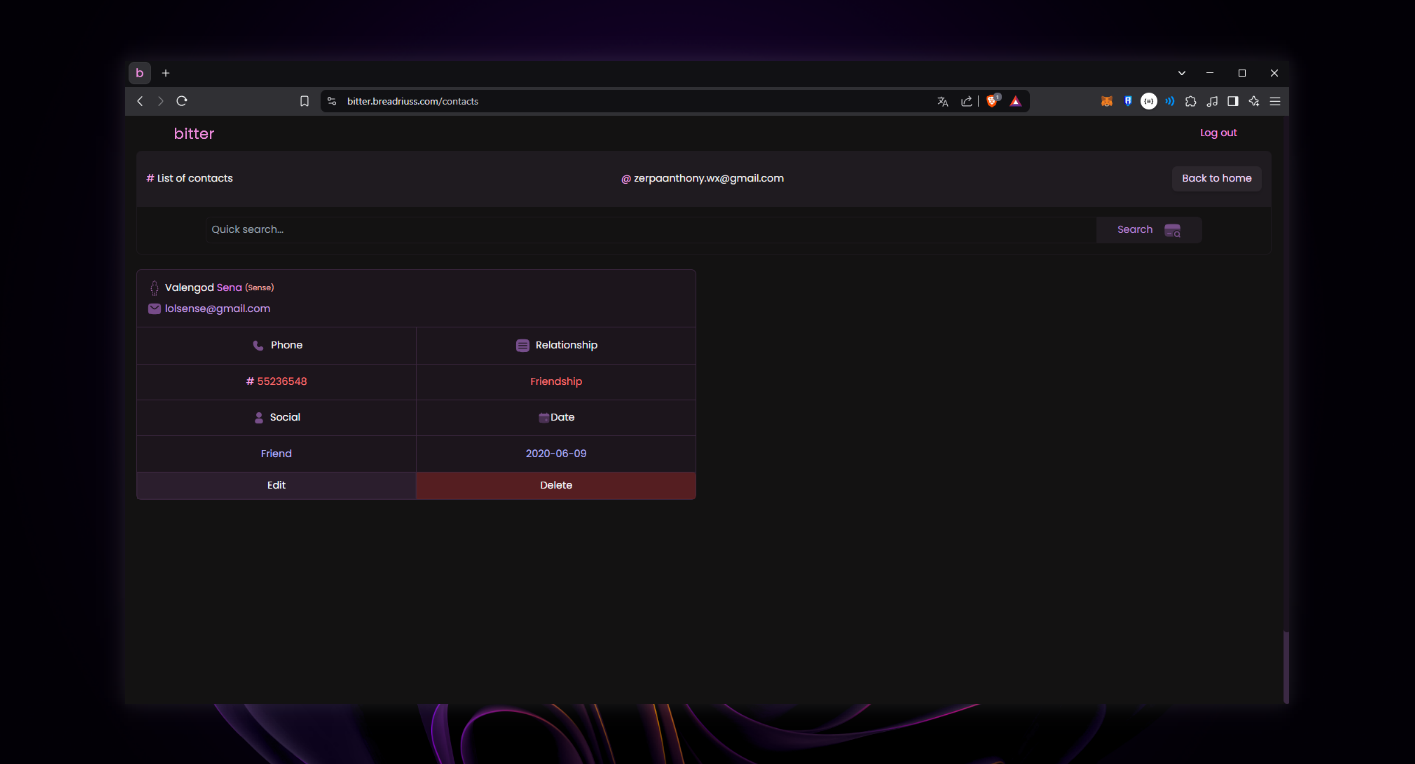 b
bitter.breadriuss.com/contacts
1
bitter
Log out
# List of contacts
@ zerpaanthony.wx@gmail.com
Back to home
Quick search...
Search
Valengod Sena (Sense)
lolsense@gmail.com
Phone
Relationship
# 55236548
Friendship
Social
Date
Friend
2020-06-09
Edit
Delete